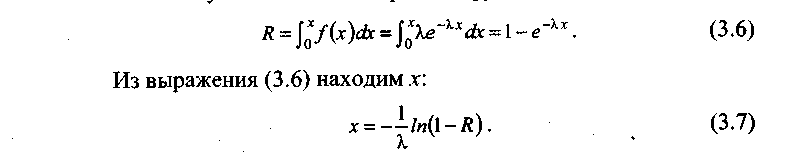 R = ∫₀ˣ f(x)dx = ∫₀ˣ λe^{-λx} dx = 1 - e^{-λx}. (3.6)
Из выражения (3.6) находим x:
x = -\frac{1}{λ} ln(1 - R). (3.7)